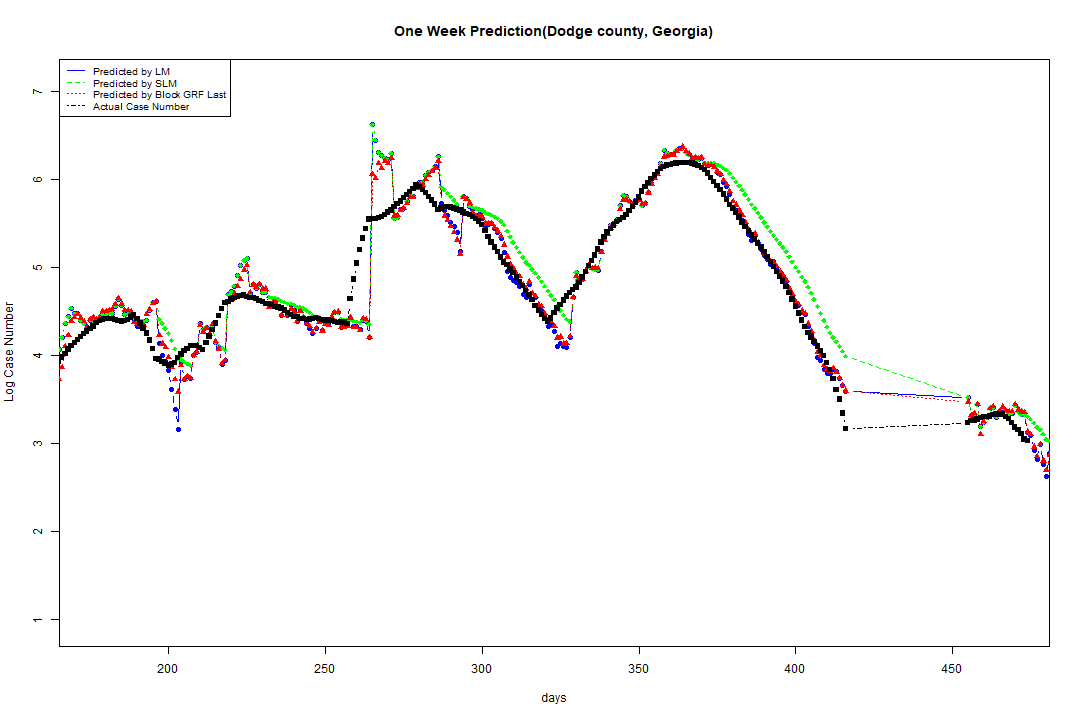 One Week Prediction(Dodge county, Georgia)
Predicted by LM
Predicted by SLM
Predicted by Block GRF Last
Actual Case Number
7
6
5
4
3
2
1
Log Case Number
200 250 300 350 400 450
days